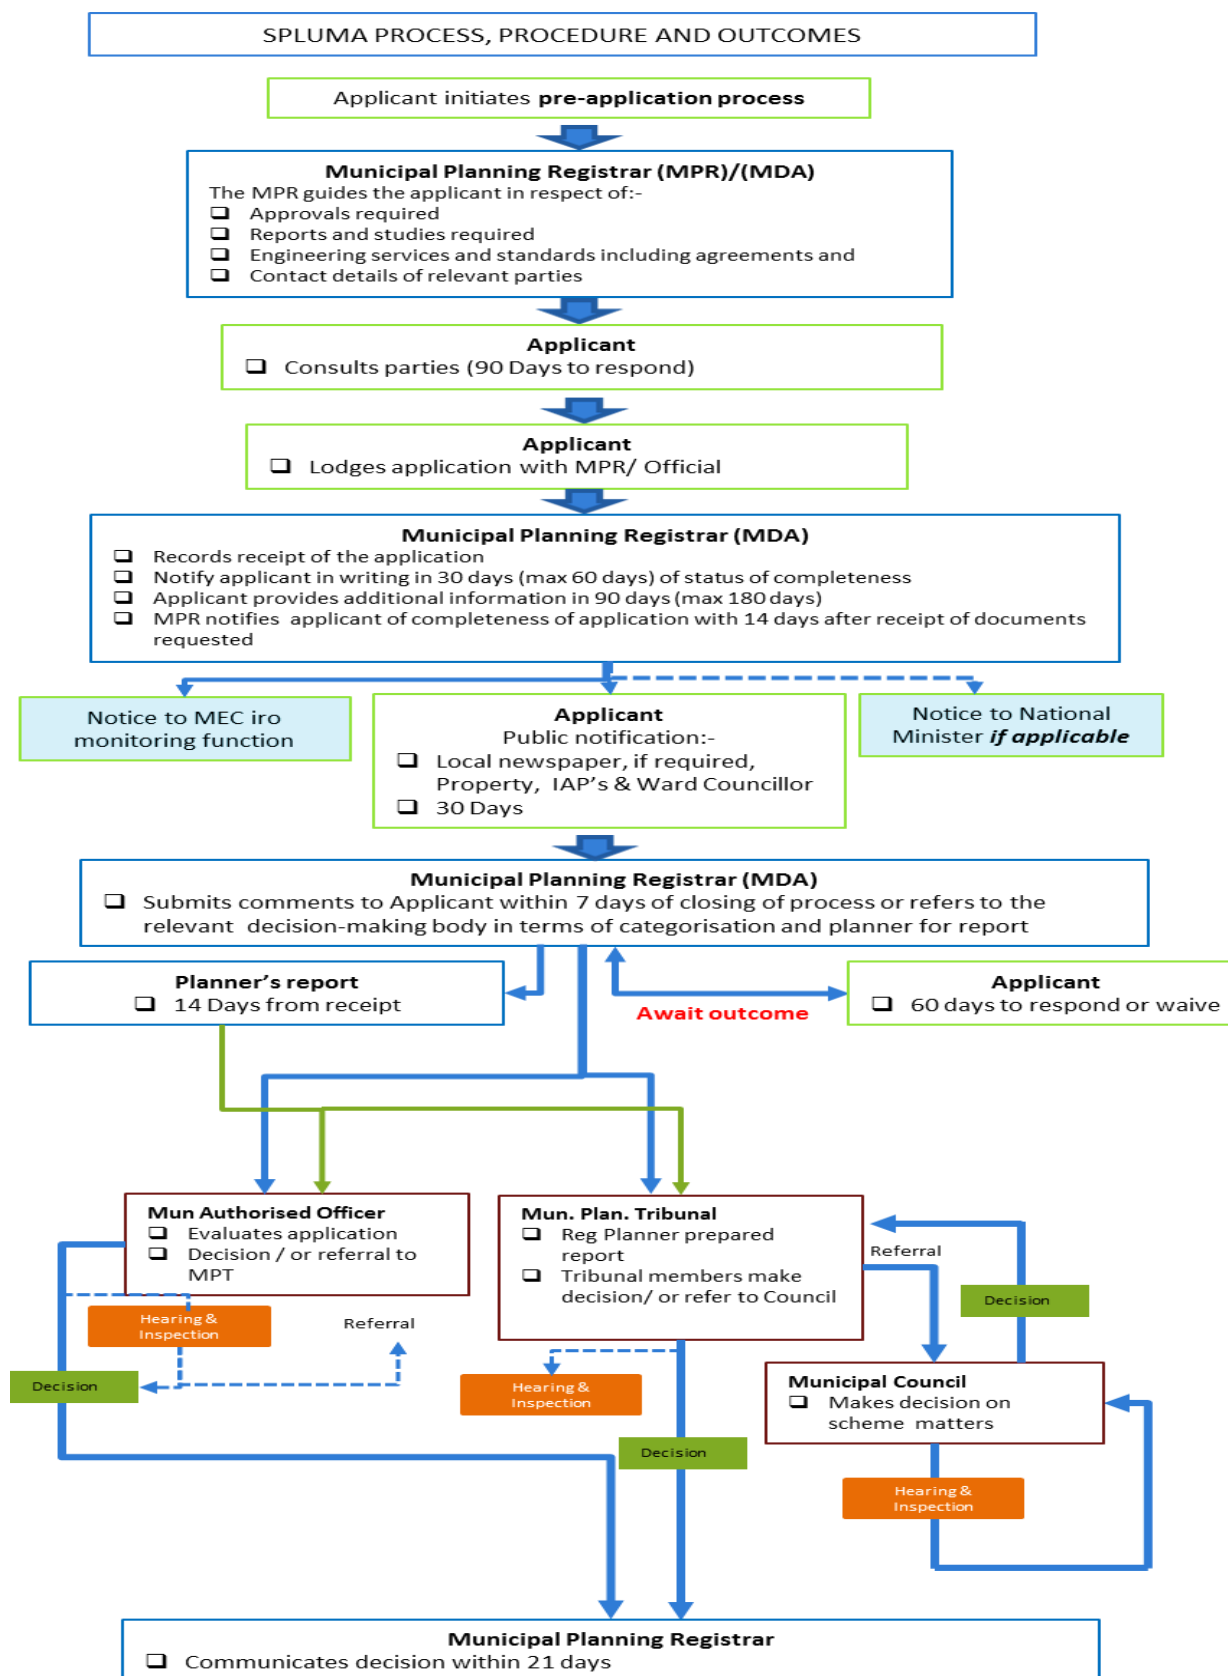 SPLUMA PROCESS, PROCEDURE AND OUTCOMES
Applicant initiates pre-application process
Municipal Planning Registrar (MPR)/(MDA)
The MPR guides the applicant in respect of:-
❑ Approvals required
❑ Reports and studies required
❑ Engineering services and standards including agreements and
❑ Contact details of relevant parties
Applicant
❑ Consults parties (90 Days to respond)
Applicant
❑ Lodges application with MPR/ Official
Municipal Planning Registrar (MDA)
❑ Records receipt of the application
❑ Notify applicant in writing in 30 days (max 60 days) of status of completeness
❑ Applicant provides additional information in 90 days (max 180 days)
❑ MPR notifies applicant of completeness of application with 14 days after receipt of documents
requested
Notice to MEC iro
monitoring function
Applicant
Public notification:-
❑ Local newspaper, if required,
Property, IAP's & Ward Councillor
❑ 30 Days
Notice to National
Minister if applicable
Municipal Planning Registrar (MDA)
❑ Submits comments to Applicant within 7 days of closing of process or refers to the
relevant decision-making body in terms of categorisation and planner for report
Planner's report
❑ 14 Days from receipt
Await outcome
Applicant
❑ 60 days to respond or waive
Mun Authorised Officer
❑ Evaluates application
❑ Decision / or referral to
MPT
Hearing &
Inspection
Referral
Decision
Mun. Plan. Tribunal
❑ Reg Planner prepared
report
❑ Tribunal members make
decision/ or refer to Council
Referral
Decision
Hearing &
Inspection
Decision
Municipal Council
❑ Makes decision on
scheme matters
Hearing &
Inspection
Municipal Planning Registrar
❑ Communicates decision within 21 days